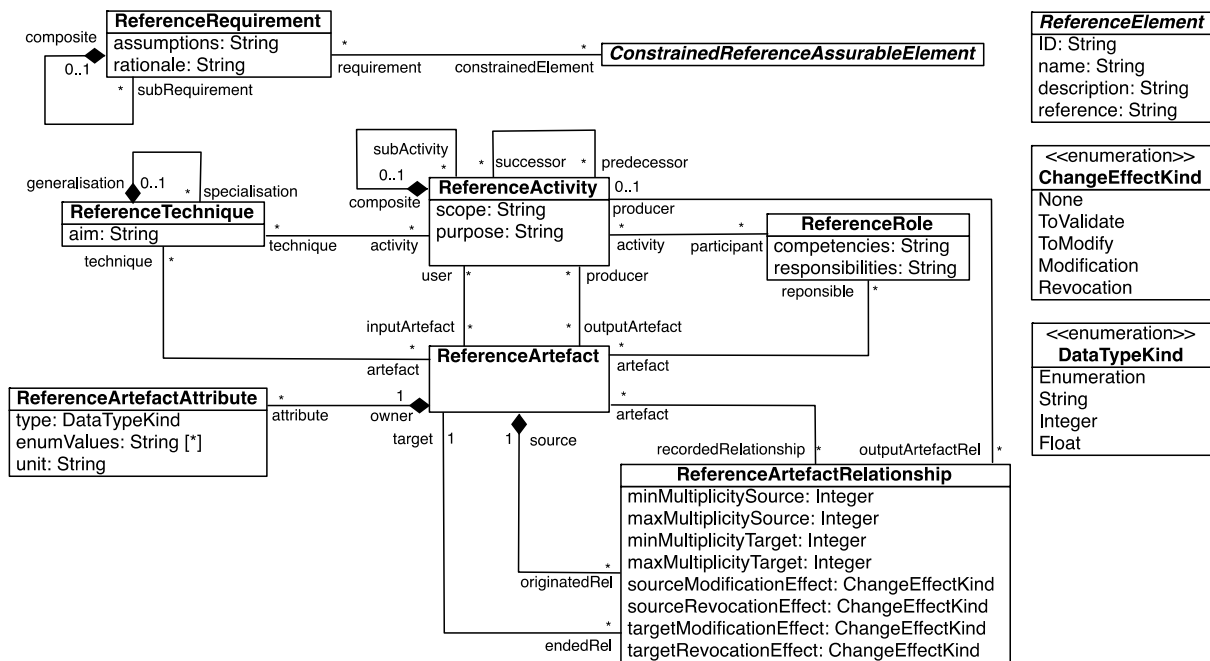 ReferenceRequirement
assumptions: String
rationale: String
composite
0..1
*
subRequirement
*
requirement
*
constrainedElement
ConstrainedReferenceAssurableElement
ReferenceElement
ID: String
name: String
description: String
reference: String
<<enumeration>>
ChangeEffectKind
None
ToValidate
ToModify
Modification
Revocation
<<enumeration>>
DataTypeKind
Enumeration
String
Integer
Float
subActivity
*
0..1
composite
*
successor
*
predecessor
ReferenceActivity
scope: String
purpose: String
0..1
producer
generalisation
0..1
*
specialisation
ReferenceTechnique
aim: String
*
technique
*
activity
*
activity
*
participant
ReferenceRole
competencies: String
responsibilities: String
technique
*
user
*
*
producer
reponsible
*
inputArtefact
*
*
outputArtefact
*
artefact
ReferenceArtefact
*
artefact
*
artefact
ReferenceArtefactAttribute
type: DataTypeKind
enumValues: String [*]
unit: String
*
attribute
1
owner
target
1
1
source
recordedRelationship
*
outputArtefactRel
*
ReferenceArtefactRelationship
minMultiplicitySource: Integer
maxMultiplicitySource: Integer
minMultiplicityTarget: Integer
maxMultiplicityTarget: Integer
sourceModificationEffect: ChangeEffectKind
sourceRevocationEffect: ChangeEffectKind
targetModificationEffect: ChangeEffectKind
targetRevocationEffect: ChangeEffectKind
*
originatedRel
*
endedRel